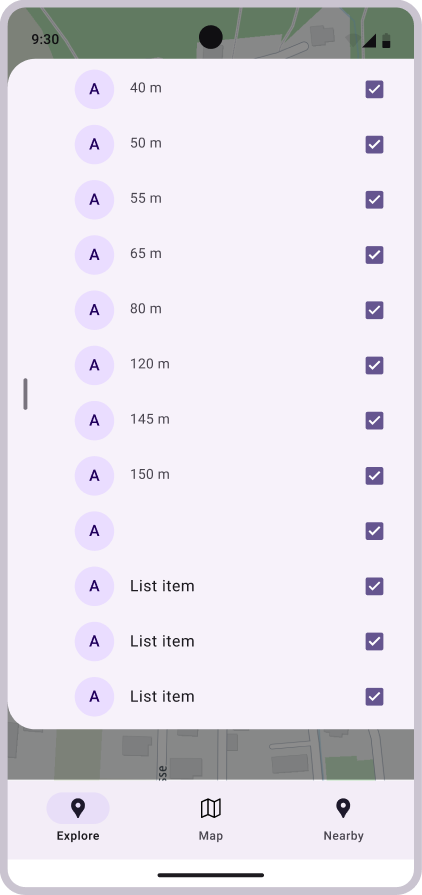 9:30
A 40 m
A 50 m
A 55 m
A 65 m
A 80 m
A 120 m
A 145 m
A 150 m
A
A List item
A List item
A List item
sse
Explore Map Nearby